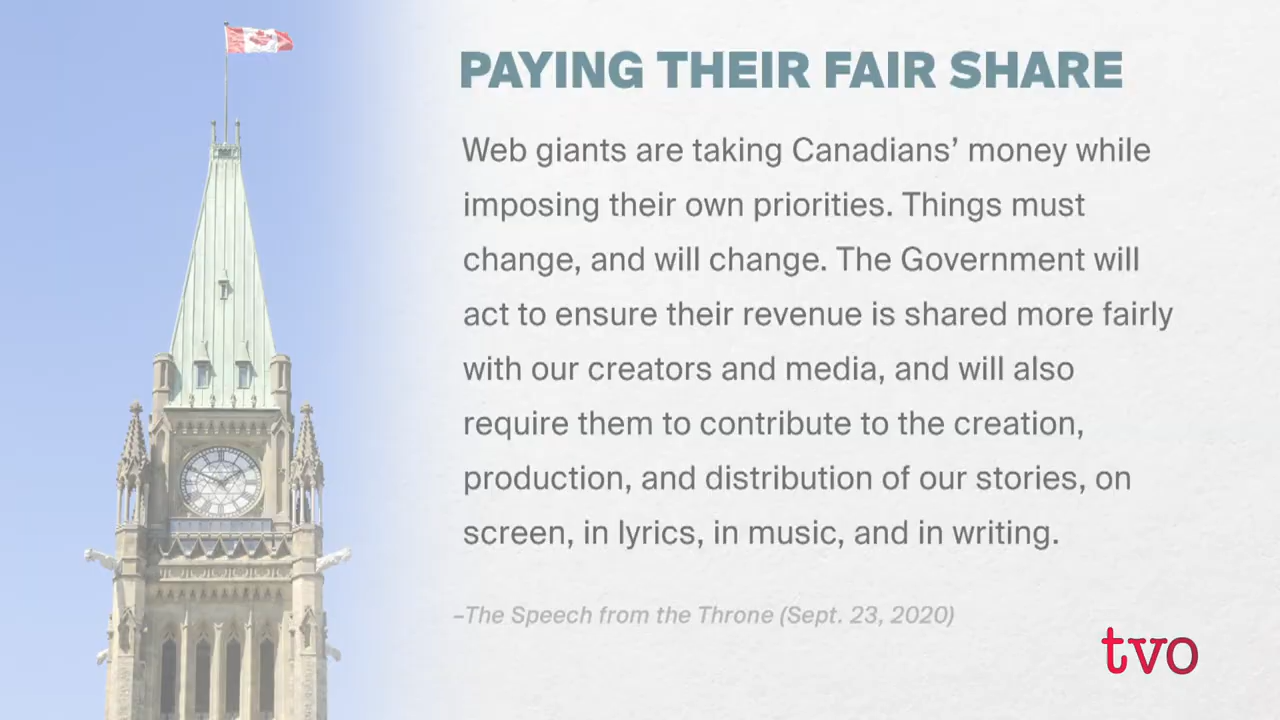 PAYING THEIR FAIR SHARE
Web giants are taking Canadians’ money while
imposing their own priorities. Things must
change, and will change. The Government will
act to ensure their revenue is shared more fairly
with our creators and media, and will also
require them to contribute to the creation,
production, and distribution of our stories, on
screen, in lyrics, in music, and in writing.
–The Speech from the Throne (Sept. 23, 2020)
tvo